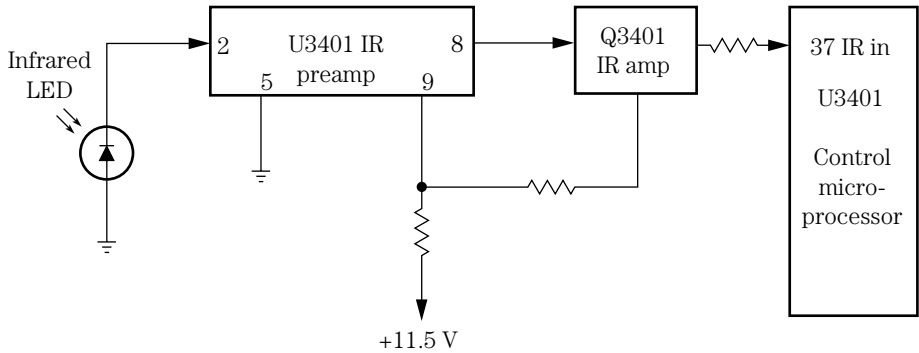 Infrared
LED
2
U3401 IR
preamp
5
9
8
Q3401
IR amp
37 IR in
U3401
Control
micro-
processor
+11.5 V